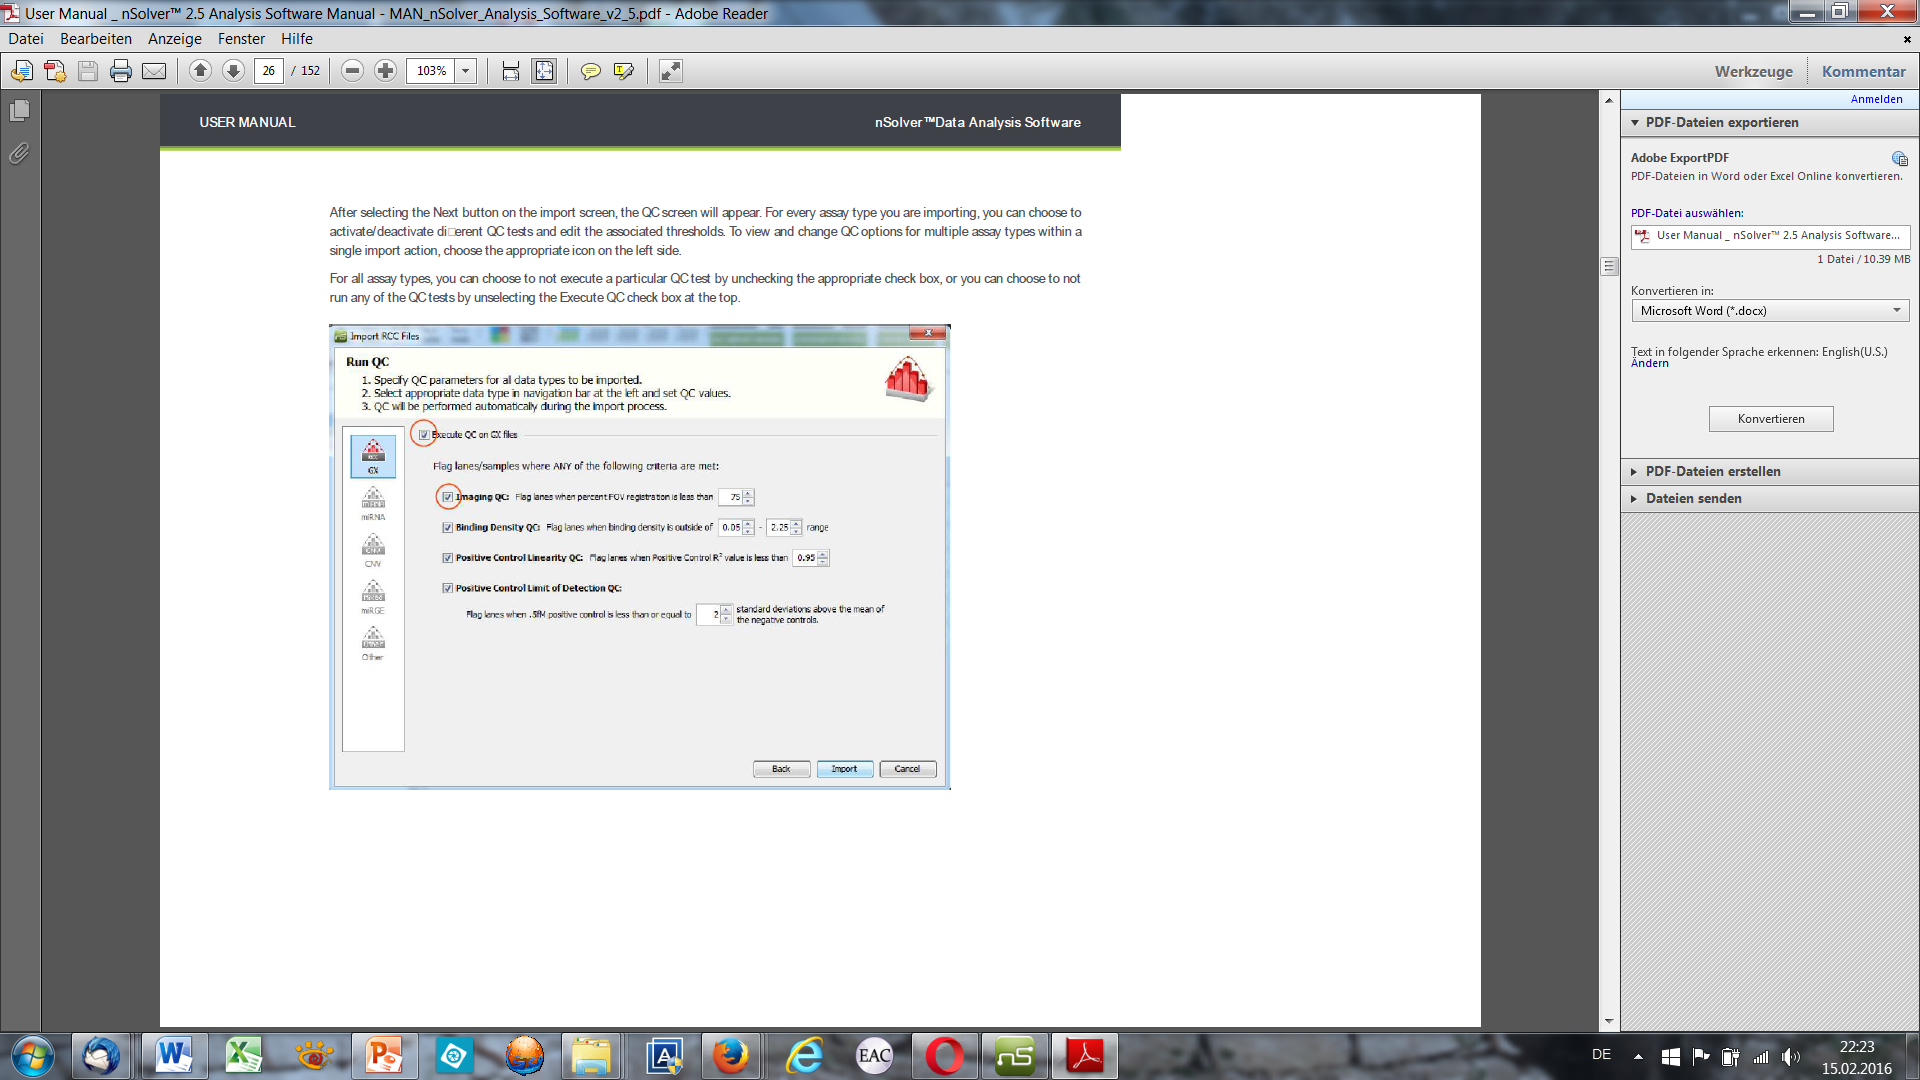 User Manual _ nSolver™ 2.5 Analysis Software Manual - MAN_nSolver_Analysis_Software_v2_5.pdf - Adobe Reader
Datei Bearbeiten Anzeige Fenster Hilfe
26 / 152 103% Werkzeuge Kommentar
Anmelden
USER MANUAL nSolver™Data Analysis Software
After selecting the Next button on the import screen, the QC screen will appear. For every assay type you are importing, you can choose to
activate/deactivate di□erent QC tests and edit the associated thresholds. To view and change QC options for multiple assay types within a
single import action, choose the appropriate icon on the left side.
For all assay types, you can choose to not execute a particular QC test by unchecking the appropriate check box, or you can choose to not
run any of the QC tests by unselecting the Execute QC check box at the top.
Import RCC Files
Run QC
1. Specify QC parameters for all data types to be imported.
2. Select appropriate data type in navigation bar at the left and set QC values.
3. QC will be performed automatically during the import process.
GX
miRNA
CNV
miRGE
Other
Execute QC on GX files
Flag lanes/samples where ANY of the following criteria are met:
Imaging QC: Flag lanes when percent FOV registration is less than 75
Binding Density QC: Flag lanes when binding density is outside of 0.05 - 2.25 range
Positive Control Linearity QC: Flag lanes when Positive Control R² value is less than 0.95
Positive Control Limit of Detection QC:
Flag lanes when .5fM positive control is less than or equal to 2 standard deviations above the mean of
the negative controls.
Back Import Cancel
PDF-Dateien exportieren
Adobe ExportPDF
PDF-Dateien in Word oder Excel Online konvertieren.
PDF-Datei auswählen:
User Manual _ nSolver™ 2.5 Analysis Software...
1 Datei / 10.39 MB
Konvertieren in:
Microsoft Word (*.docx)
Text in folgender Sprache erkennen: English(U.S.)
Ändern
Konvertieren
PDF-Dateien erstellen
Dateien senden
EAC
DE
22:23
15.02.2016